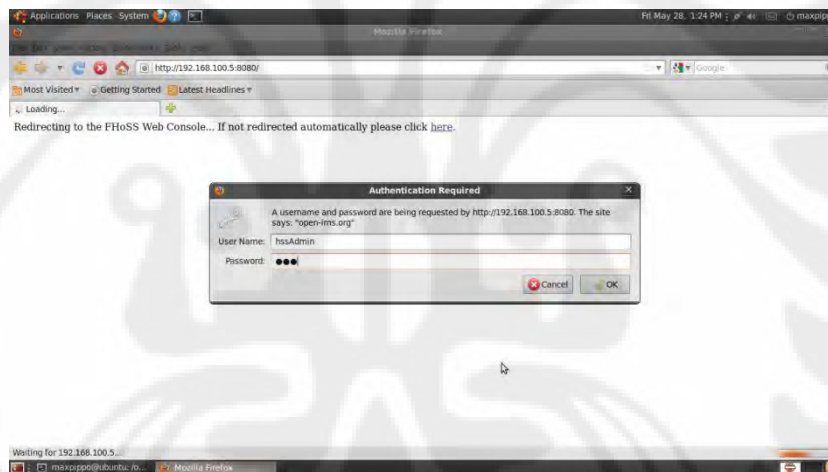 Applications Places System
Fri May 28, 1:24 PM
maxpipp
Mozilla Firefox
http://192.168.100.5:8080/
Google
Most Visited
Getting Started
Latest Headlines
Loading...
Redirecting to the FHoSS Web Console... If not redirected automatically please click here.
Authentication Required
A username and password are being requested by http://192.168.100.5:8080. The site
says: "open-ims.org"
User Name: hssAdmin
Password: ●●●
Cancel
OK
Waiting for 192.168.100.5...
maxpippo@ubuntu: /o...
Mozilla Firefox